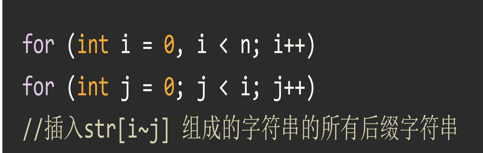 for (int i = 0, i < n; i++)
for (int j = 0; j < i; j++)
//插入str[i~j] 组成的字符串的所有后缀字符串